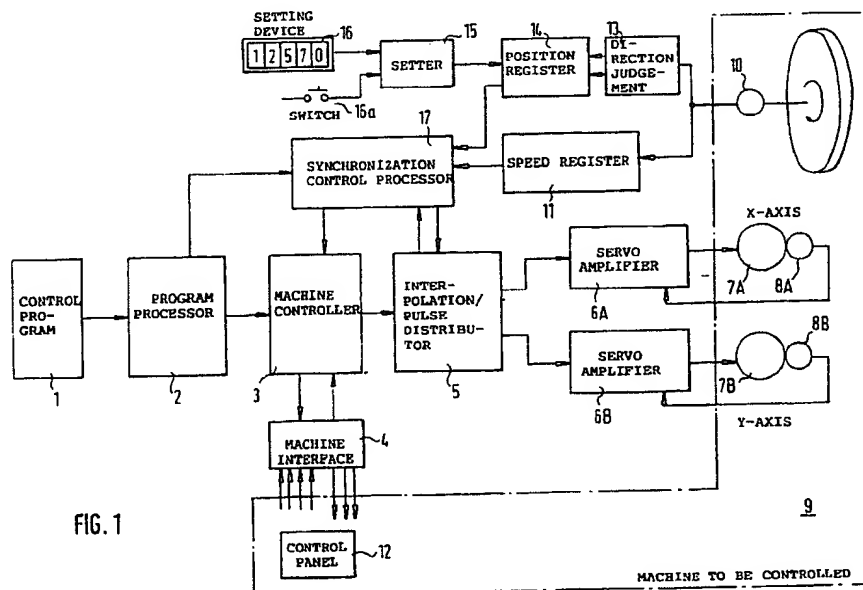 SETTING
DEVICE
16
1 2 5 7 0
SWITCH
16a
15
SETTER
14
POSITION
REGISTER
13
DI-
RECTION
JUDGE-
MENT
10
17
SYNCHRONIZATION
CONTROL PROCESSOR
SPEED REGISTER
11
CONTROL
PRO-
GRAM
1
PROGRAM
PROCESSOR
2
MACHINE
CONTROLLER
3
INTER-
POLATION/
PULSE
DISTRIBU-
TOR
5
SERVO
AMPLIFIER
6A
X-AXIS
7A
8A
SERVO
AMPLIFIER
6B
8B
7B
Y-AXIS
MACHINE
INTERFACE
4
CONTROL
PANEL
12
FIG. 1
9
MACHINE TO BE CONTROLLED